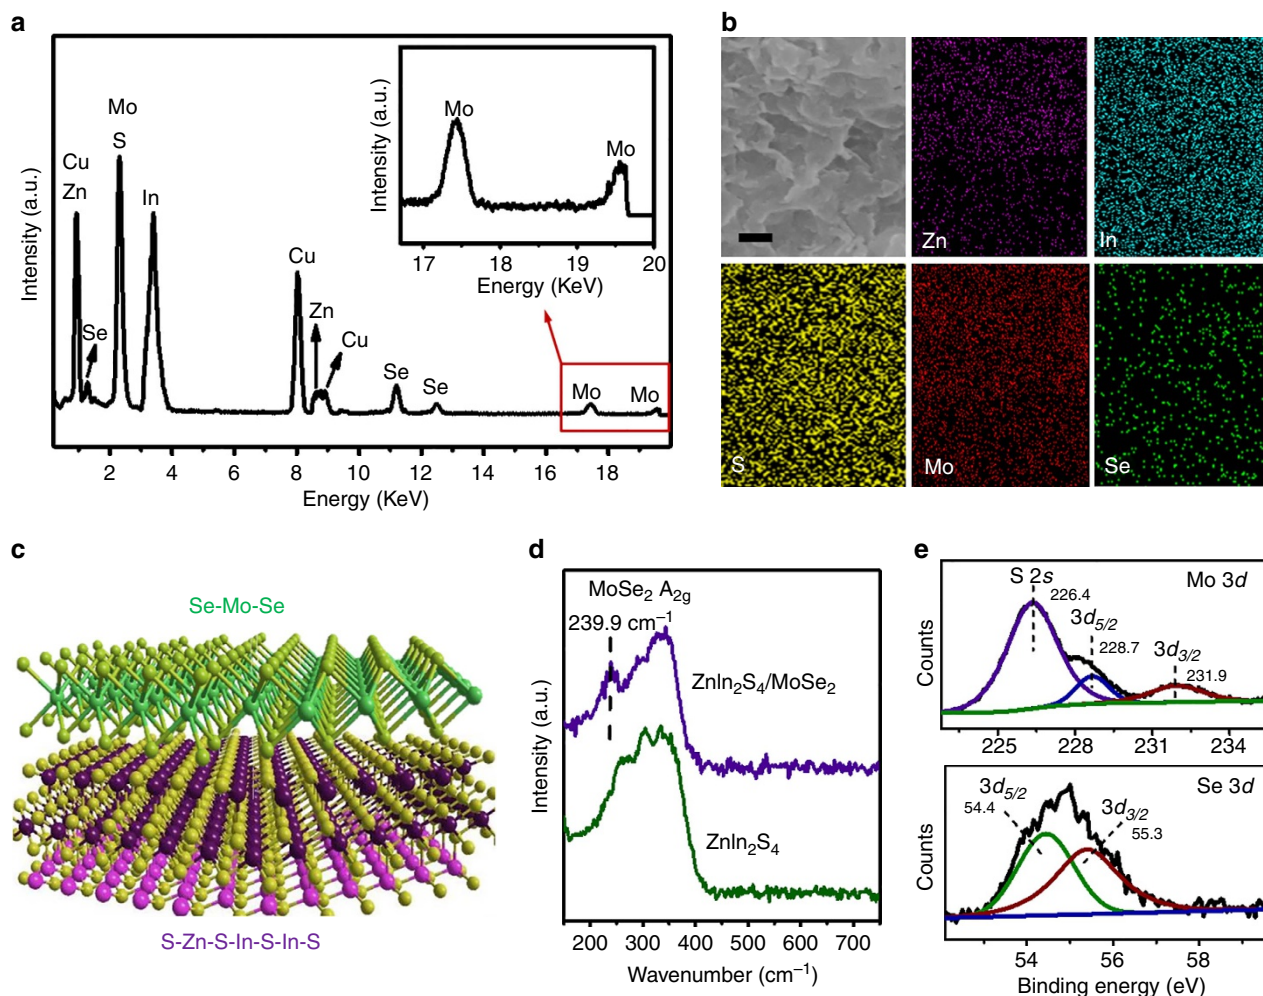 a
Intensity (a.u.)
Cu
Zn
Se
Mo
S
In
Cu
Zn
Cu
Se
Se
Mo
Mo
2 4 6 8 10 12 14 16 18
Energy (KeV)
Intensity (a.u.)
Mo
Mo
17 18 19 20
Energy (KeV)
b
Zn
In
S
Mo
Se
c
Se-Mo-Se
S-Zn-S-In-S-In-S
d
Intensity (a.u.)
MoSe₂ A₂g
239.9 cm⁻¹
ZnIn₂S₄/MoSe₂
ZnIn₂S₄
200 300 400 500 600 700
Wavenumber (cm⁻¹)
e
Counts
S 2s
226.4
3d5/2
228.7
3d3/2
231.9
Mo 3d
225 228 231 234
Counts
3d5/2
54.4
3d3/2
55.3
Se 3d
54 56 58
Binding energy (eV)